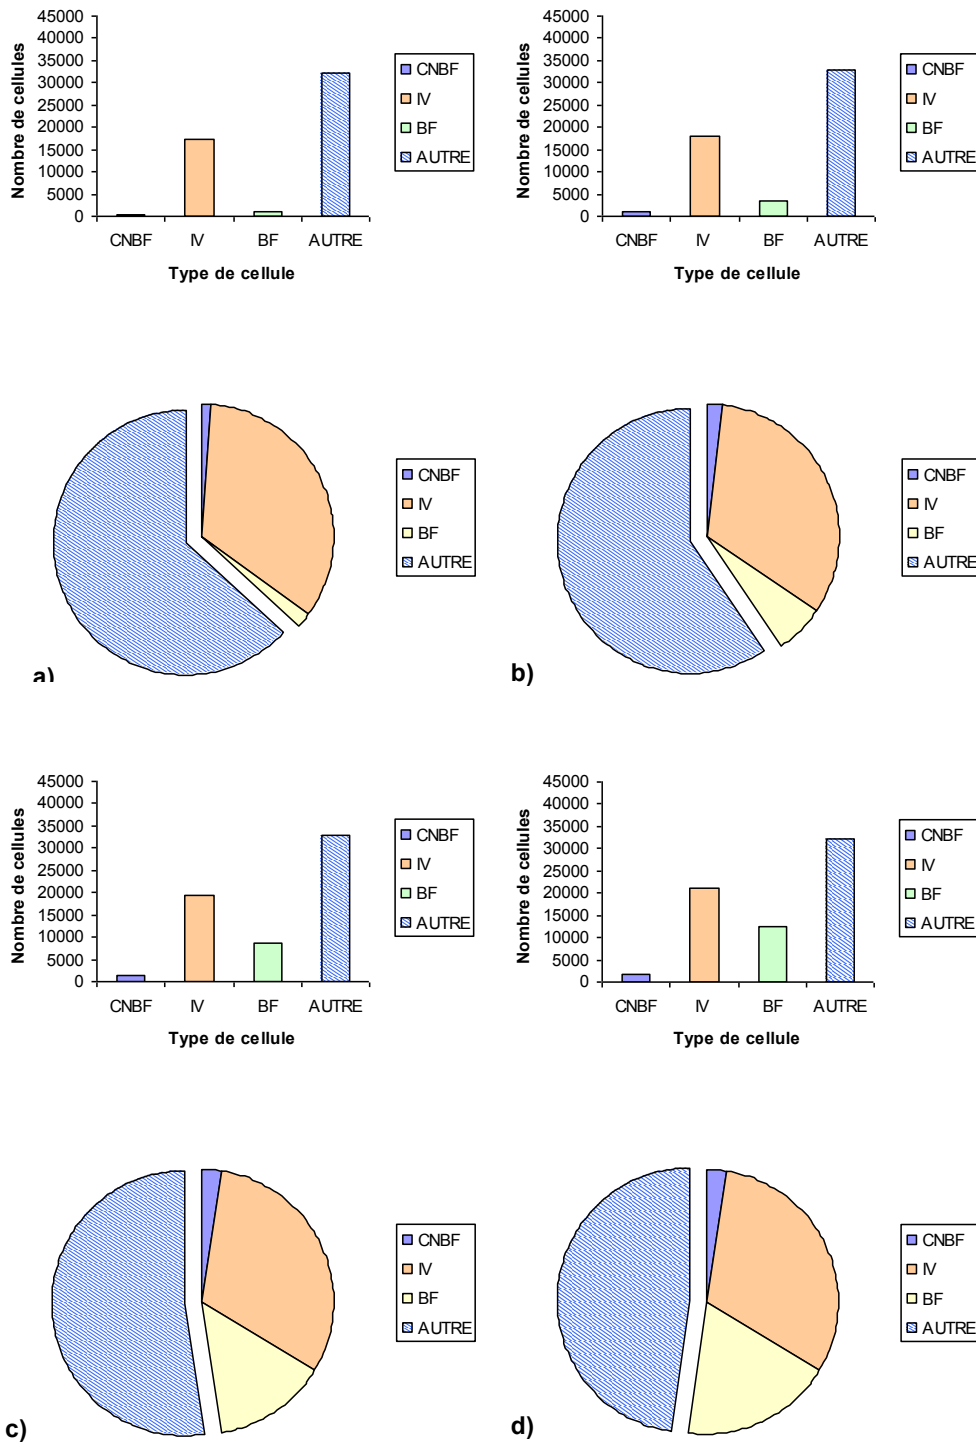 Nombre de cellules
45000
40000
35000
30000
25000
20000
15000
10000
5000
0
CNBF IV BF AUTRE
Type de cellule
CNBF
IV
BF
AUTRE
Nombre de cellules
45000
40000
35000
30000
25000
20000
15000
10000
5000
0
CNBF IV BF AUTRE
Type de cellule
CNBF
IV
BF
AUTRE
CNBF
IV
BF
AUTRE
a)
CNBF
IV
BF
AUTRE
b)
Nombre de cellules
45000
40000
35000
30000
25000
20000
15000
10000
5000
0
CNBF IV BF AUTRE
Type de cellule
CNBF
IV
BF
AUTRE
Nombre de cellules
45000
40000
35000
30000
25000
20000
15000
10000
5000
0
CNBF IV BF AUTRE
Type de cellule
CNBF
IV
BF
AUTRE
CNBF
IV
BF
AUTRE
c)
CNBF
IV
BF
AUTRE
d)